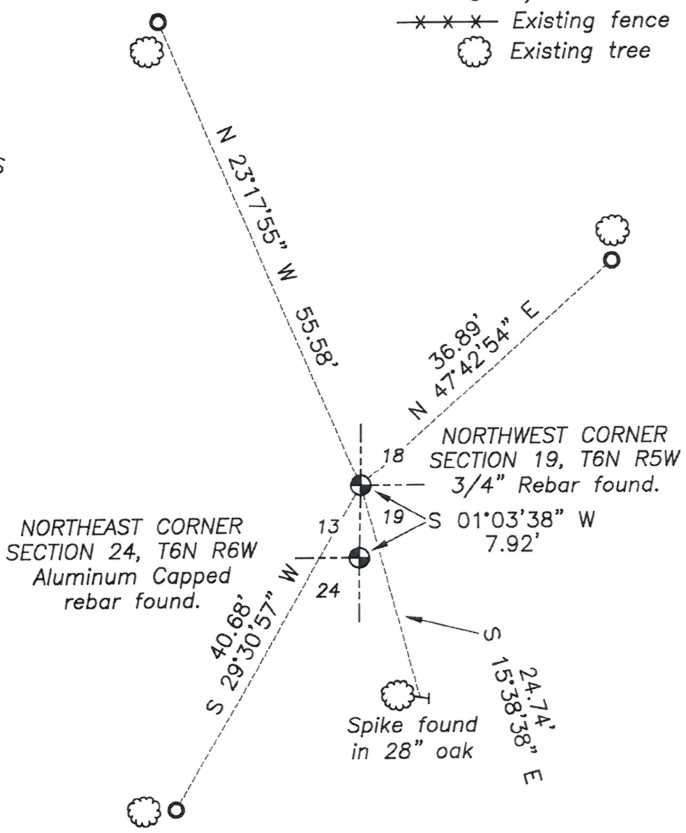 Existing fence
Existing tree
N 23°17'55" W 55.58'
36.89'
N 47°42'54" E
NORTHWEST CORNER
SECTION 19, T6N R5W
3/4" Rebar found.
18
13
19
24
S 01°03'38" W
7.92'
NORTHEAST CORNER
SECTION 24, T6N R6W
Aluminum Capped
rebar found.
40.68'
S 29°30'57" W
24.74'
S 15°38'38" E
Spike found
in 28" oak